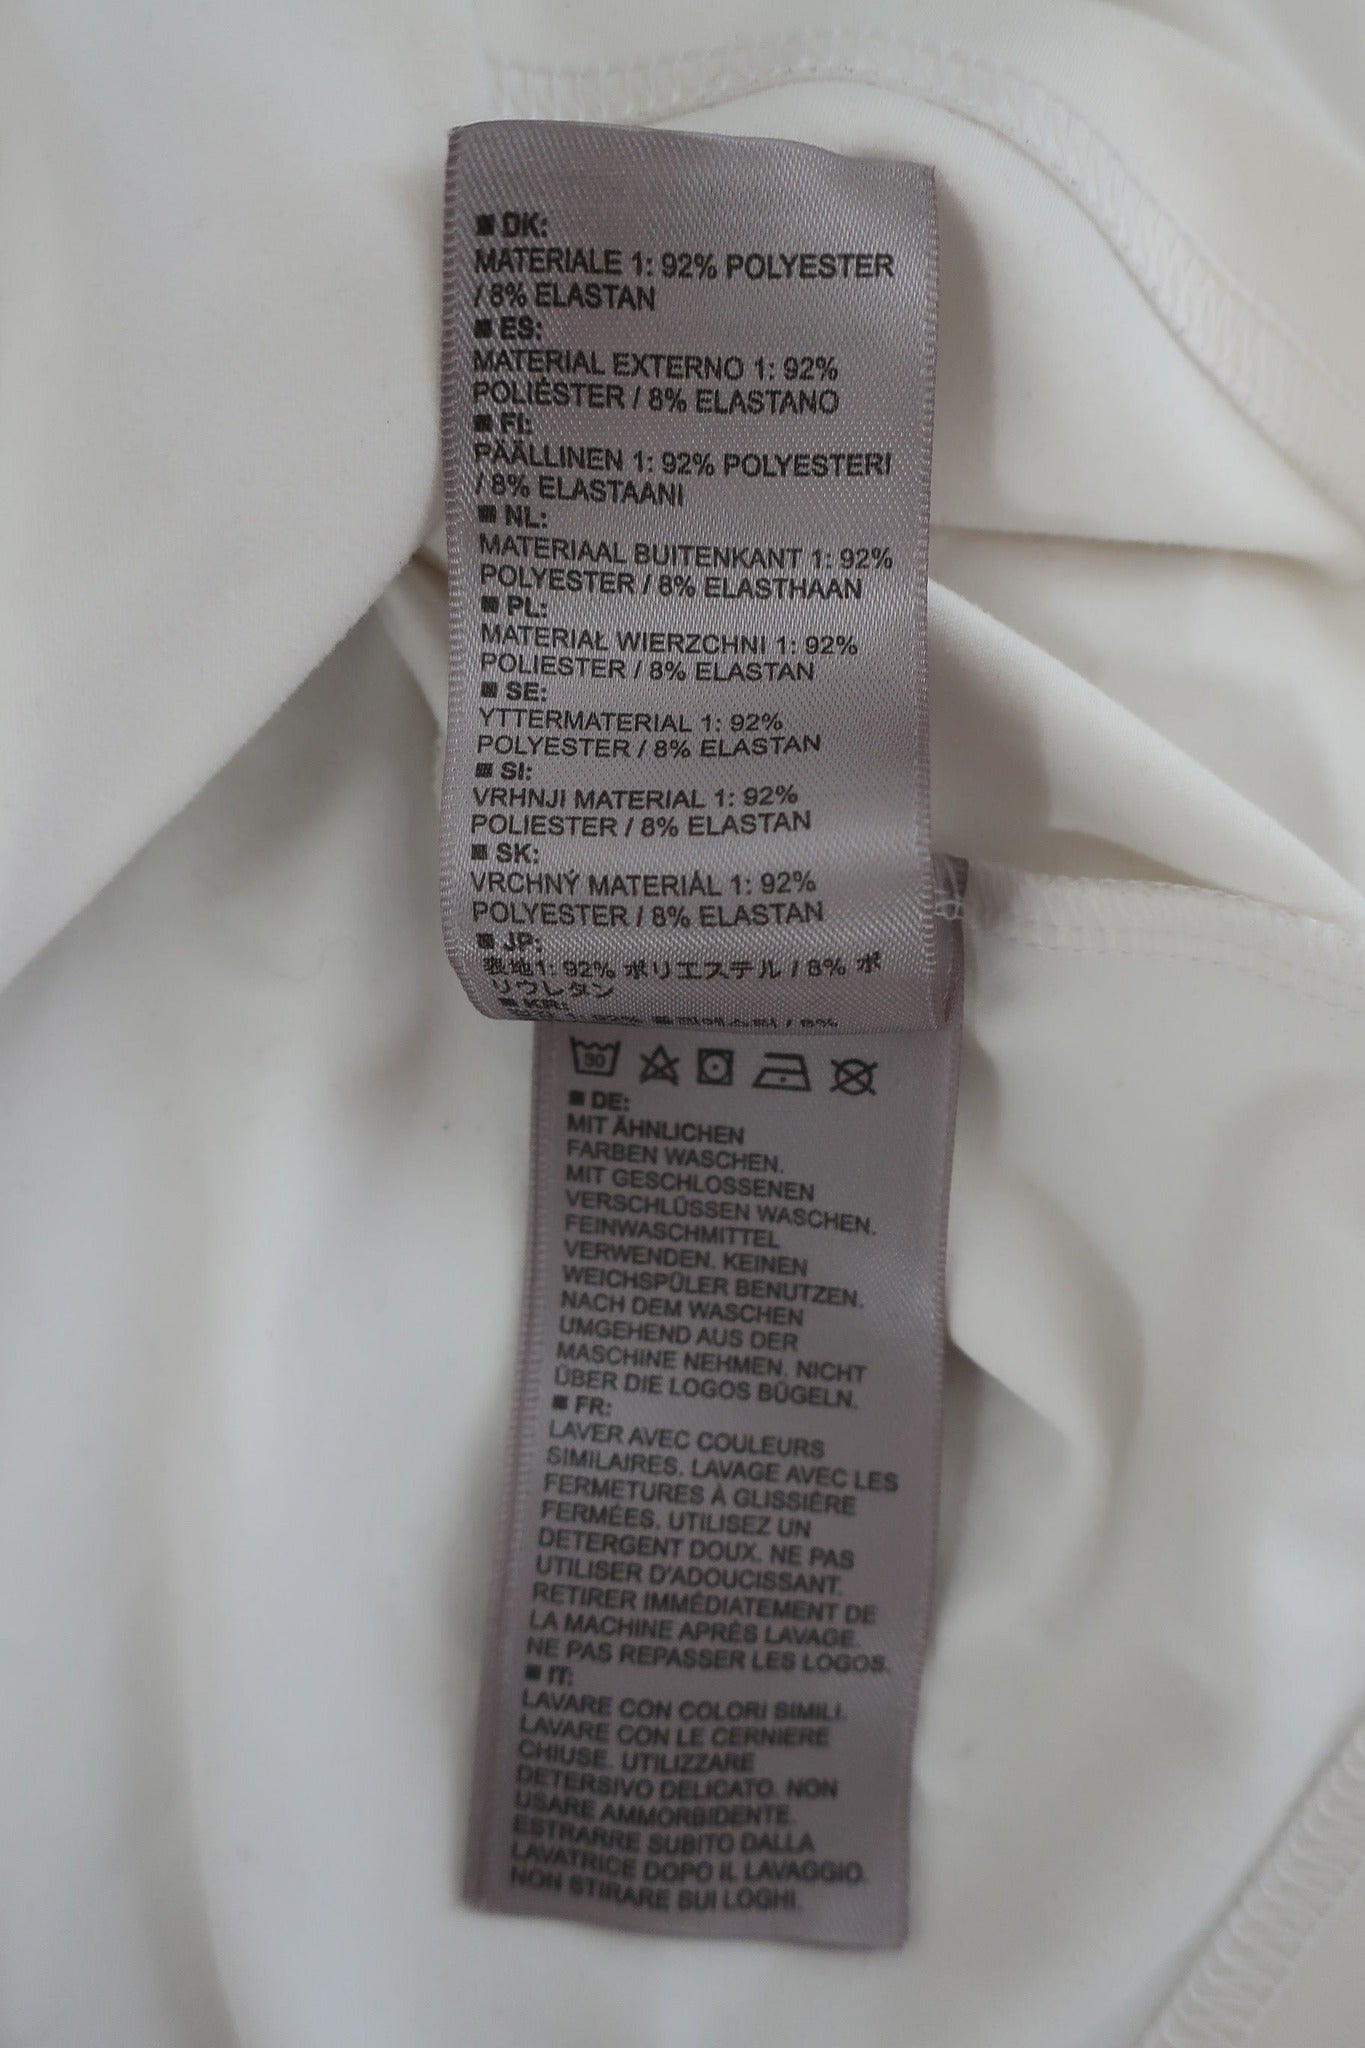 ■ DK:
MATERIALE 1: 92% POLYESTER
/ 8% ELASTAN
■ ES:
MATERIAL EXTERNO 1: 92%
POLIÉSTER / 8% ELASTANO
■ FI:
PÄÄLLINEN 1: 92% POLYESTERI
/ 8% ELASTAANI
■ NL:
MATERIAAL BUITENKANT 1: 92%
POLYESTER / 8% ELASTHAAN
■ PL:
MATERIAŁ WIERZCHNI 1: 92%
POLIESTER / 8% ELASTAN
■ SE:
YTTERMATERIAL 1: 92%
POLYESTER / 8% ELASTAN
■ SI:
VRHNJI MATERIAL 1: 92%
POLIESTER / 8% ELASTAN
■ SK:
VRCHNÝ MATERIÁL 1: 92%
POLYESTER / 8% ELASTAN
■ JP:
表地1: 92% ポリエステル / 8% ポ
リウレタン
■ KR:
92% 폴리에스터 / 8%
30
■ DE:
MIT ÄHNLICHEN
FARBEN WASCHEN.
MIT GESCHLOSSENEN
VERSCHLÜSSEN WASCHEN.
FEINWASCHMITTEL
VERWENDEN. KEINEN
WEICHSPÜLER BENUTZEN.
NACH DEM WASCHEN
UMGEHEND AUS DER
MASCHINE NEHMEN. NICHT
ÜBER DIE LOGOS BÜGELN.
■ FR:
LAVER AVEC COULEURS
SIMILAIRES. LAVAGE AVEC LES
FERMETURES À GLISSIÈRE
FERMÉES. UTILISEZ UN
DETERGENT DOUX. NE PAS
UTILISER D'ADOUCISSANT.
RETIRER IMMÉDIATEMENT DE
LA MACHINE APRÈS LAVAGE.
NE PAS REPASSER LES LOGOS.
■ IT:
LAVARE CON COLORI SIMILI.
LAVARE CON LE CERNIERE
CHIUSE. UTILIZZARE
DETERSIVO DELICATO. NON
USARE AMMORBIDENTE.
ESTRARRE SUBITO DALLA
LAVATRICE DOPO IL LAVAGGIO.
NON STIRARE SUI LOGHI.